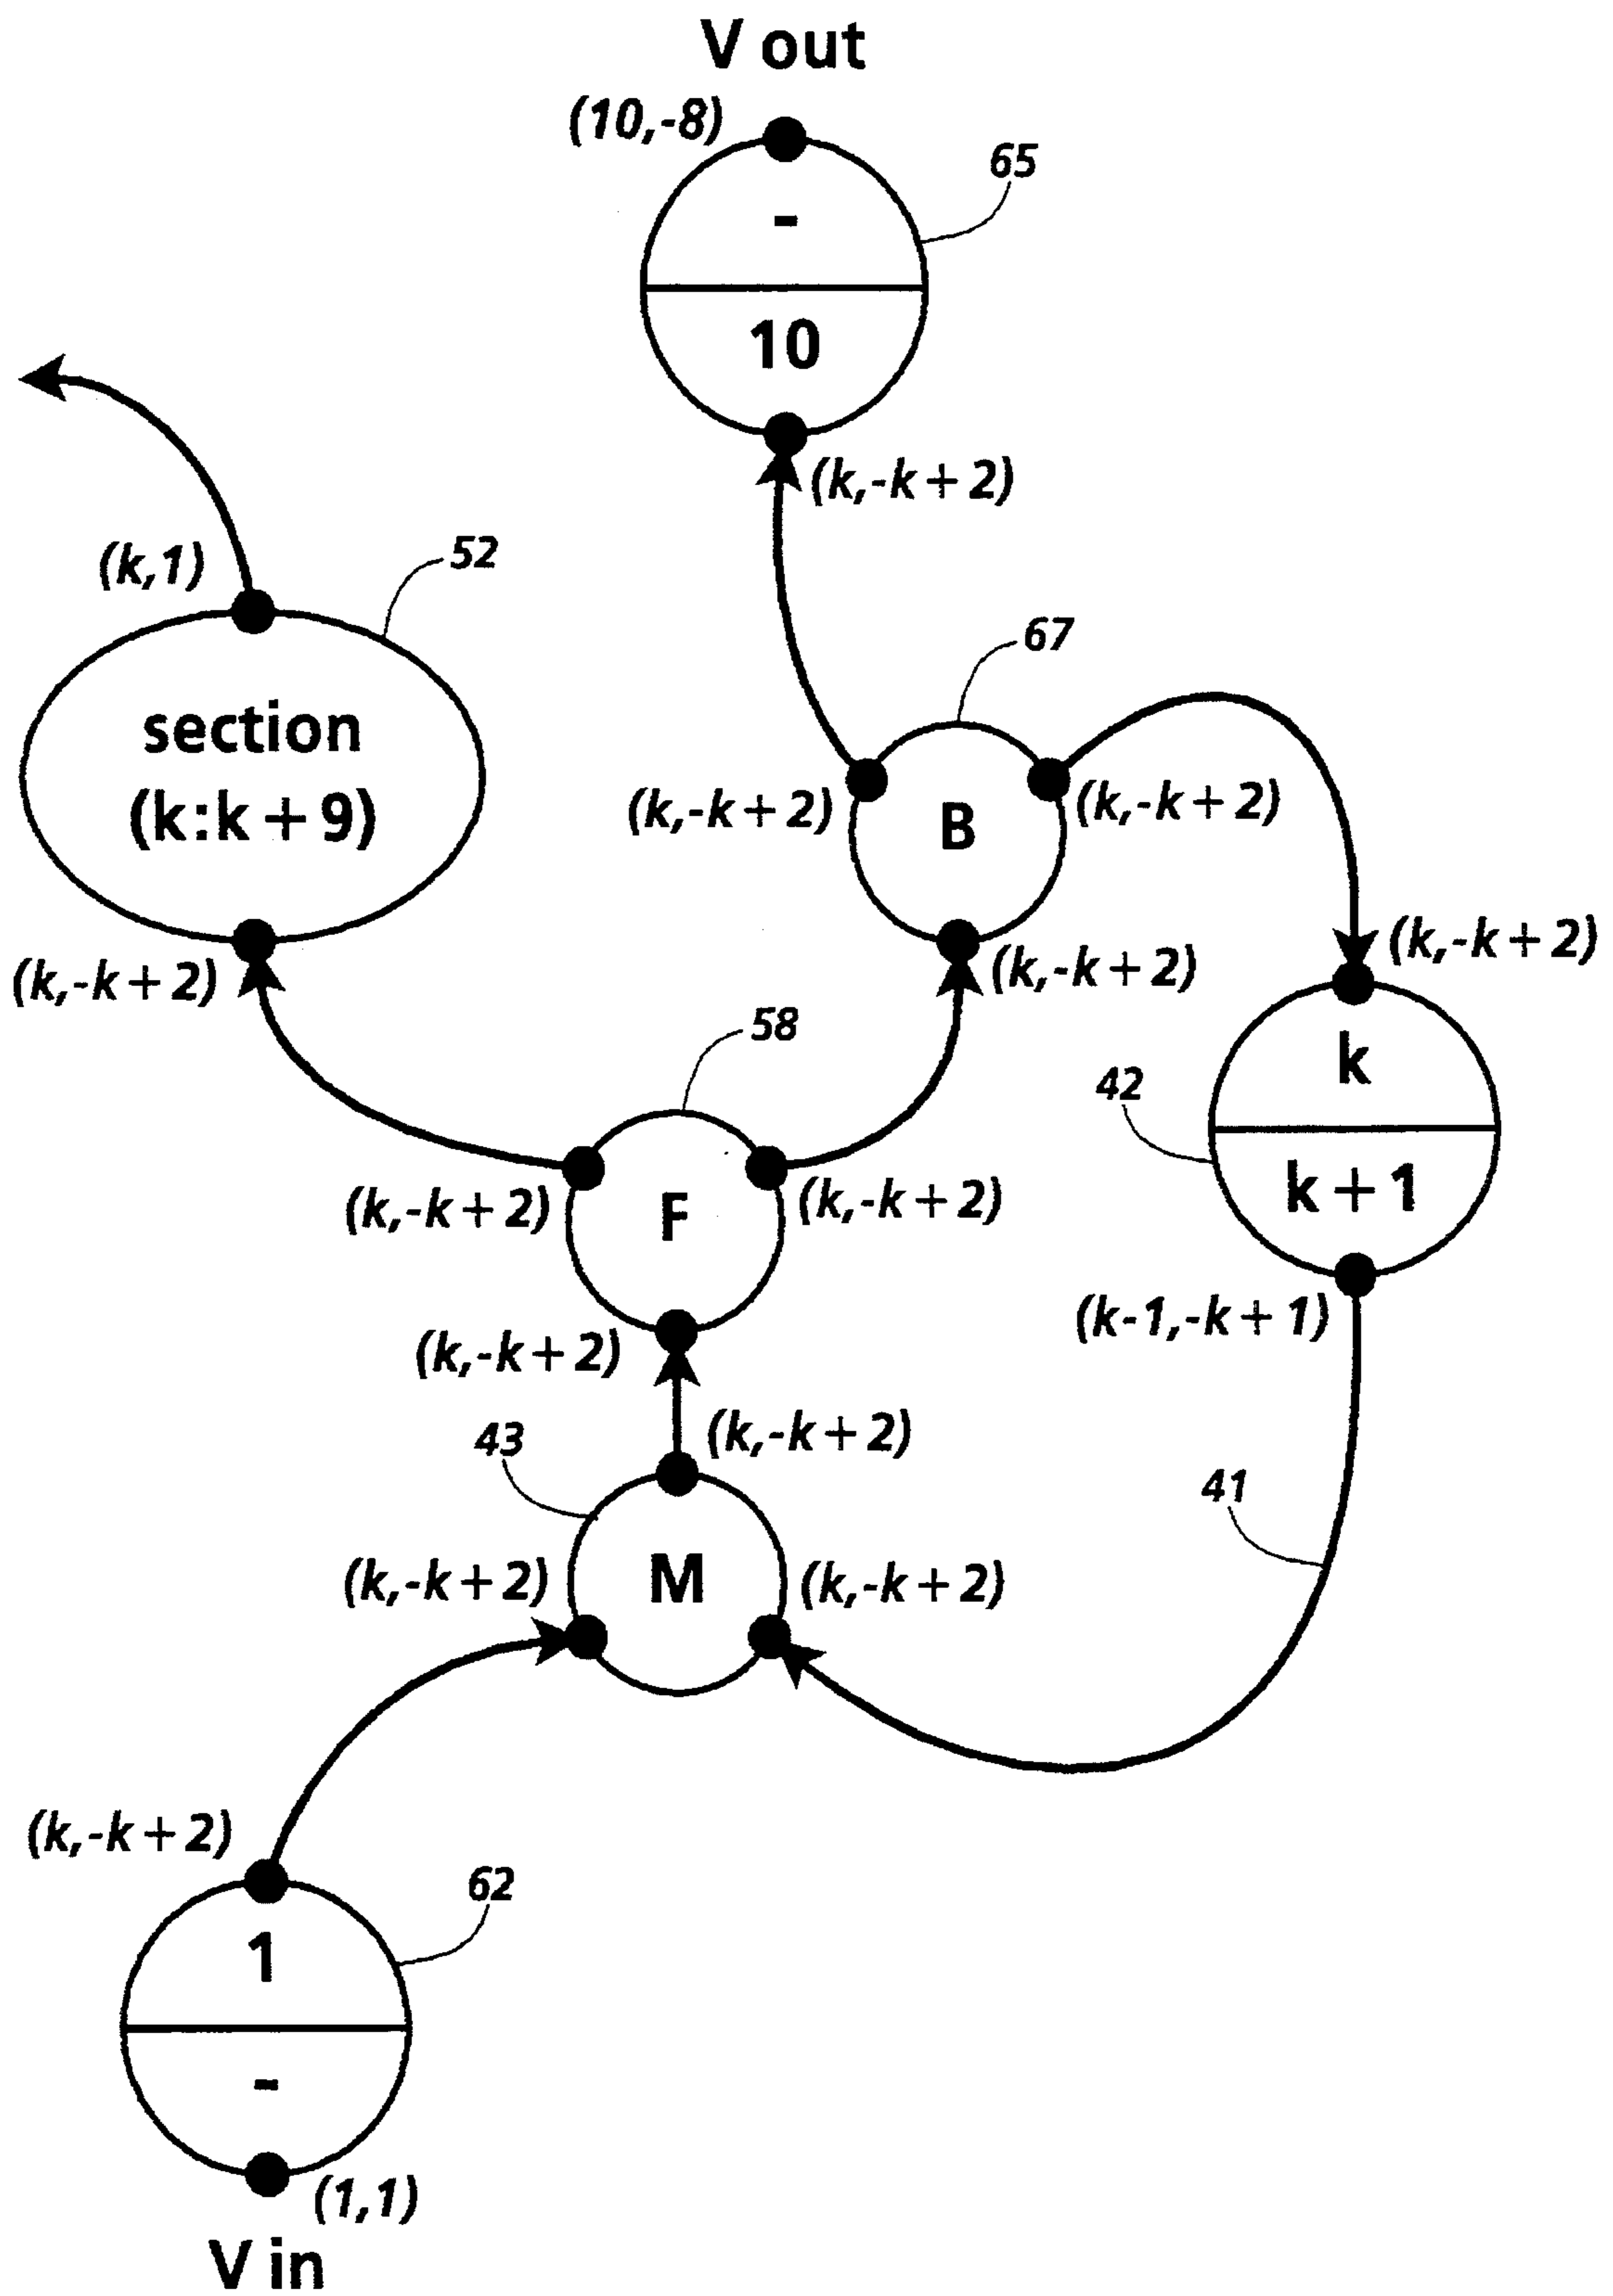 V out
(10,-8)
65
-
10
(k,-k + 2)
(k,1)
52
section
(k:k + 9)
(k,-k + 2)
67
B
(k,-k + 2)
(k,-k + 2)
(k,-k + 2)
(k,-k + 2)
k
k + 1
42
(k-1,-k + 1)
58
F
(k,-k + 2)
(k,-k + 2)
(k,-k + 2)
(k,-k + 2)
43
M
41
(k,-k + 2)
(k,-k + 2)
(k,-k + 2)
62
1
-
(1,1)
V in